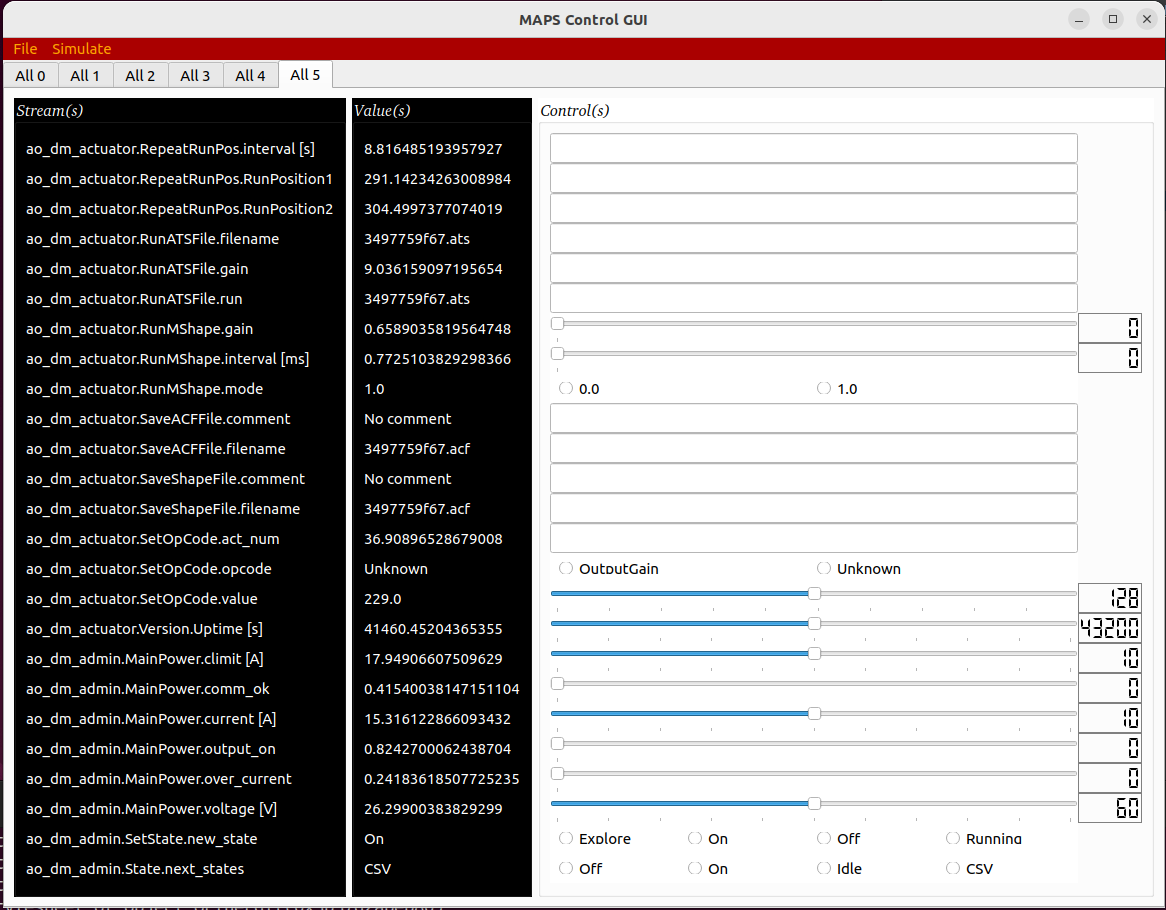 MAPS Control GUI
File Simulate
All 0 All 1 All 2 All 3 All 4 All 5
Stream(s) Value(s) Control(s)
ao_dm_actuator.RepeatRunPos.interval [s] 8.816485193957927
ao_dm_actuator.RepeatRunPos.RunPosition1 291.14234263008984
ao_dm_actuator.RepeatRunPos.RunPosition2 304.4997377074019
ao_dm_actuator.RunATSFile.filename 3497759f67.ats
ao_dm_actuator.RunATSFile.gain 9.036159097195654
ao_dm_actuator.RunATSFile.run 3497759f67.ats
ao_dm_actuator.RunMShape.gain 0.6589035819564748 0
ao_dm_actuator.RunMShape.interval [ms] 0.7725103829298366 0
ao_dm_actuator.RunMShape.mode 1.0 0.0 1.0
ao_dm_actuator.SaveACFFile.comment No comment
ao_dm_actuator.SaveACFFile.filename 3497759f67.acf
ao_dm_actuator.SaveShapeFile.comment No comment
ao_dm_actuator.SaveShapeFile.filename 3497759f67.acf
ao_dm_actuator.SetOpCode.act_num 36.90896528679008
ao_dm_actuator.SetOpCode.opcode Unknown OutputGain Unknown
ao_dm_actuator.SetOpCode.value 229.0 128
ao_dm_actuator.Version.Uptime [s] 41460.45204365355 43200
ao_dm_admin.MainPower.climit [A] 17.94906607509629 10
ao_dm_admin.MainPower.comm_ok 0.41540038147151104 0
ao_dm_admin.MainPower.current [A] 15.316122866093432 10
ao_dm_admin.MainPower.output_on 0.8242700062438704 0
ao_dm_admin.MainPower.over_current 0.24183618507725235 0
ao_dm_admin.MainPower.voltage [V] 26.29900383829299 60
ao_dm_admin.SetState.new_state On Explore On Off Running
ao_dm_admin.State.next_states CSV Off On Idle CSV